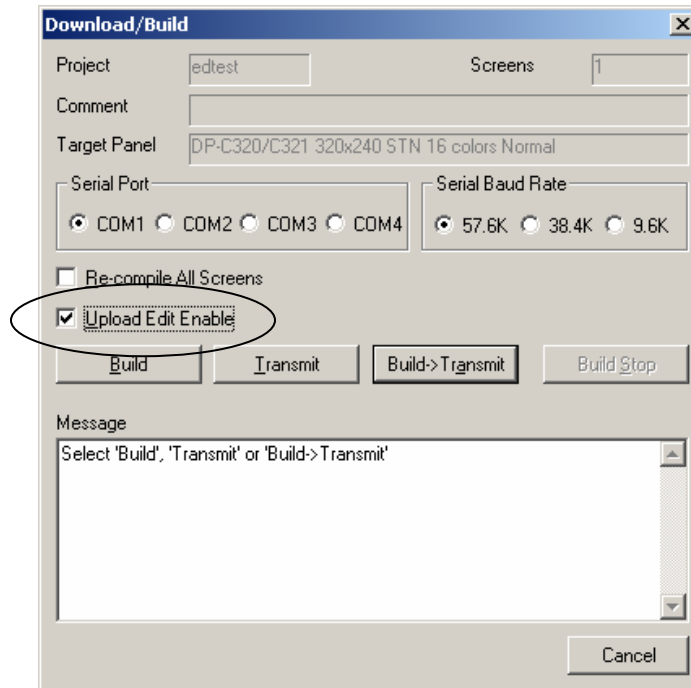 Download/Build
Project edtest Screens 1
Comment
Target Panel DP-C320/C321 320x240 STN 16 colors Normal
Serial Port Serial Baud Rate
COM1 COM2 COM3 COM4 57.6K 38.4K 9.6K
Re-compile All Screens
Upload Edit Enable
Build Transmit Build->Transmit Build Stop
Message
Select 'Build', 'Transmit' or 'Build->Transmit'
Cancel